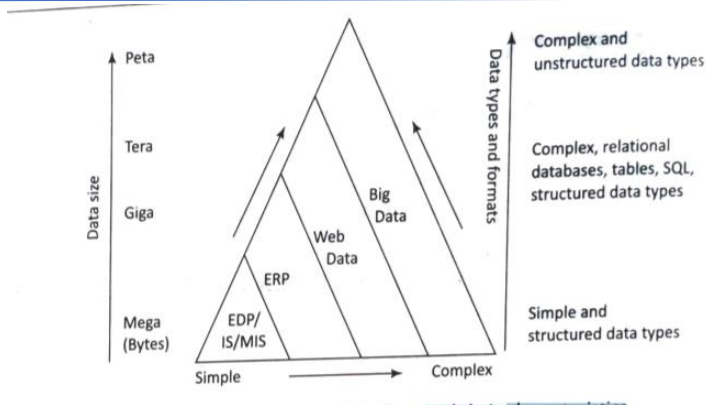 Peta
Tera
Giga
Mega
(Bytes)
Data size
EDP/
IS/MIS
ERP
Web
Data
Big
Data
Simple
Complex
Data types and formats
Complex and
unstructured data types
Complex, relational
databases, tables, SQL,
structured data types
Simple and
structured data types